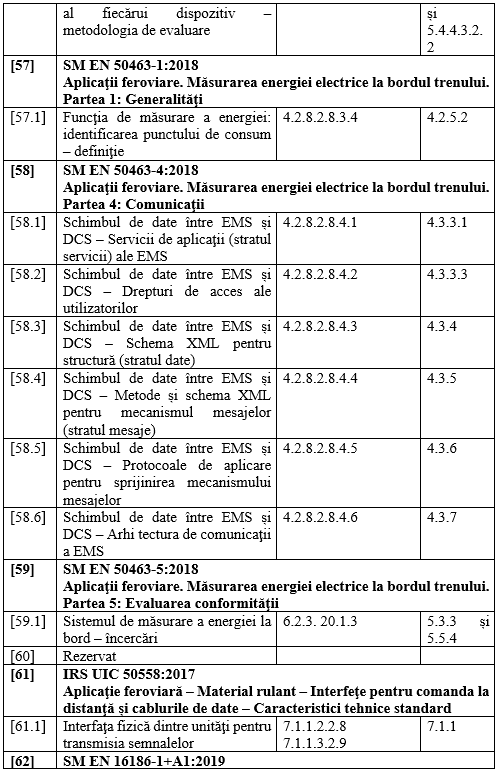 al fiecărui dispozitiv – și
metodologia de evaluare 5.4.4.3.2.
2
[57] SM EN 50463-1:2018
Aplicaţii feroviare. Măsurarea energiei electrice la bordul trenului.
Partea 1: Generalităţi
[57.1] Funcţia de măsurare a energiei: 4.2.8.2.8.3.4 4.2.5.2
identificarea punctului de consum
– definiţie
[58] SM EN 50463-4:2018
Aplicaţii feroviare. Măsurarea energiei electrice la bordul trenului.
Partea 4: Comunicaţii
[58.1] Schimbul de date între EMS și 4.2.8.2.8.4.1 4.3.3.1
DCS – Servicii de aplicaţii (stratul
servicii) ale EMS
[58.2] Schimbul de date între EMS și 4.2.8.2.8.4.2 4.3.3.3
DCS – Drepturi de acces ale
utilizatorilor
[58.3] Schimbul de date între EMS și 4.2.8.2.8.4.3 4.3.4
DCS – Schema XML pentru
structură (stratul date)
[58.4] Schimbul de date între EMS și 4.2.8.2.8.4.4 4.3.5
DCS – Metode și schema XML
pentru mecanismul mesajelor
(stratul mesaje)
[58.5] Schimbul de date între EMS și 4.2.8.2.8.4.5 4.3.6
DCS – Protocoale de aplicare
pentru sprijinirea mecanismului
mesajelor
[58.6] Schimbul de date între EMS și 4.2.8.2.8.4.6 4.3.7
DCS – Arhi tectura de comunicaţii
a EMS
[59] SM EN 50463-5:2018
Aplicaţii feroviare. Măsurarea energiei electrice la bordul trenului.
Partea 5: Evaluarea conformităţii
[59.1] Sistemul de măsurare a energiei la 6.2.3. 20.1.3 5.3.3 și
bord – încercări 5.5.4
[60] Rezervat
[61] IRS UIC 50558:2017
Aplicaţie feroviară – Material rulant – Interfeţe pentru comanda la
distanţă și cablurile de date – Caracteristici tehnice standard
[61.1] Interfaţa fizică dintre unităţi pentru 7.1.1.2.2.8 7.1.1
transmisia semnalelor 7.1.1.3.2.9
[62] SM EN 16186-1+A1:2019